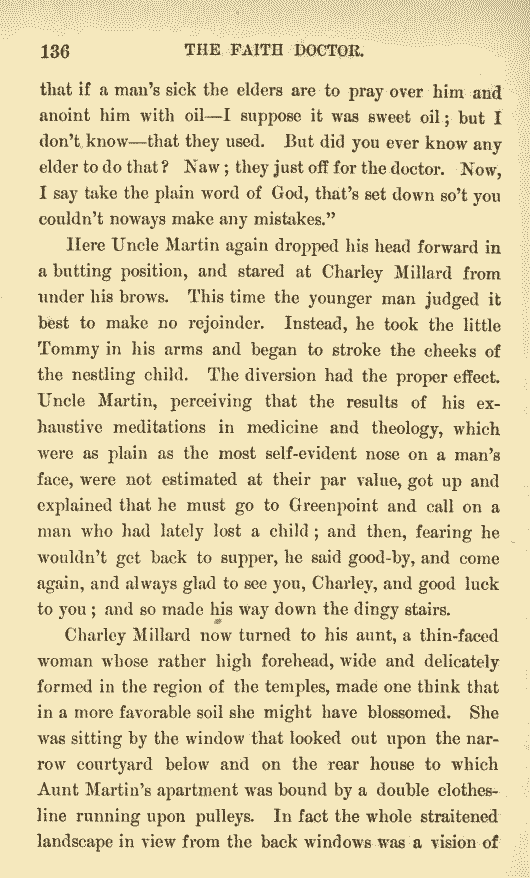 136 THE FAITH DOCTOR.
that if a man's sick the elders are to pray over him and
anoint him with oil—I suppose it was sweet oil; but I
don't know—that they used. But did you ever know any
elder to do that? Naw; they just off for the doctor. Now,
I say take the plain word of God, that's set down so't you
couldn't noways make any mistakes."
Here Uncle Martin again dropped his head forward in
a butting position, and stared at Charley Millard from
under his brows. This time the younger man judged it
best to make no rejoinder. Instead, he took the little
Tommy in his arms and began to stroke the cheeks of
the nestling child. The diversion had the proper effect.
Uncle Martin, perceiving that the results of his ex-
haustive meditations in medicine and theology, which
were as plain as the most self-evident nose on a man's
face, were not estimated at their par value, got up and
explained that he must go to Greenpoint and call on a
man who had lately lost a child; and then, fearing he
wouldn't get back to supper, he said good-by, and come
again, and always glad to see you, Charley, and good luck
to you; and so made his way down the dingy stairs.
Charley Millard now turned to his aunt, a thin-faced
woman whose rather high forehead, wide and delicately
formed in the region of the temples, made one think that
in a more favorable soil she might have blossomed. She
was sitting by the window that looked out upon the nar-
row courtyard below and on the rear house to which
Aunt Martin's apartment was bound by a double clothes-
line running upon pulleys. In fact the whole straitened
landscape in view from the back windows was a vision of